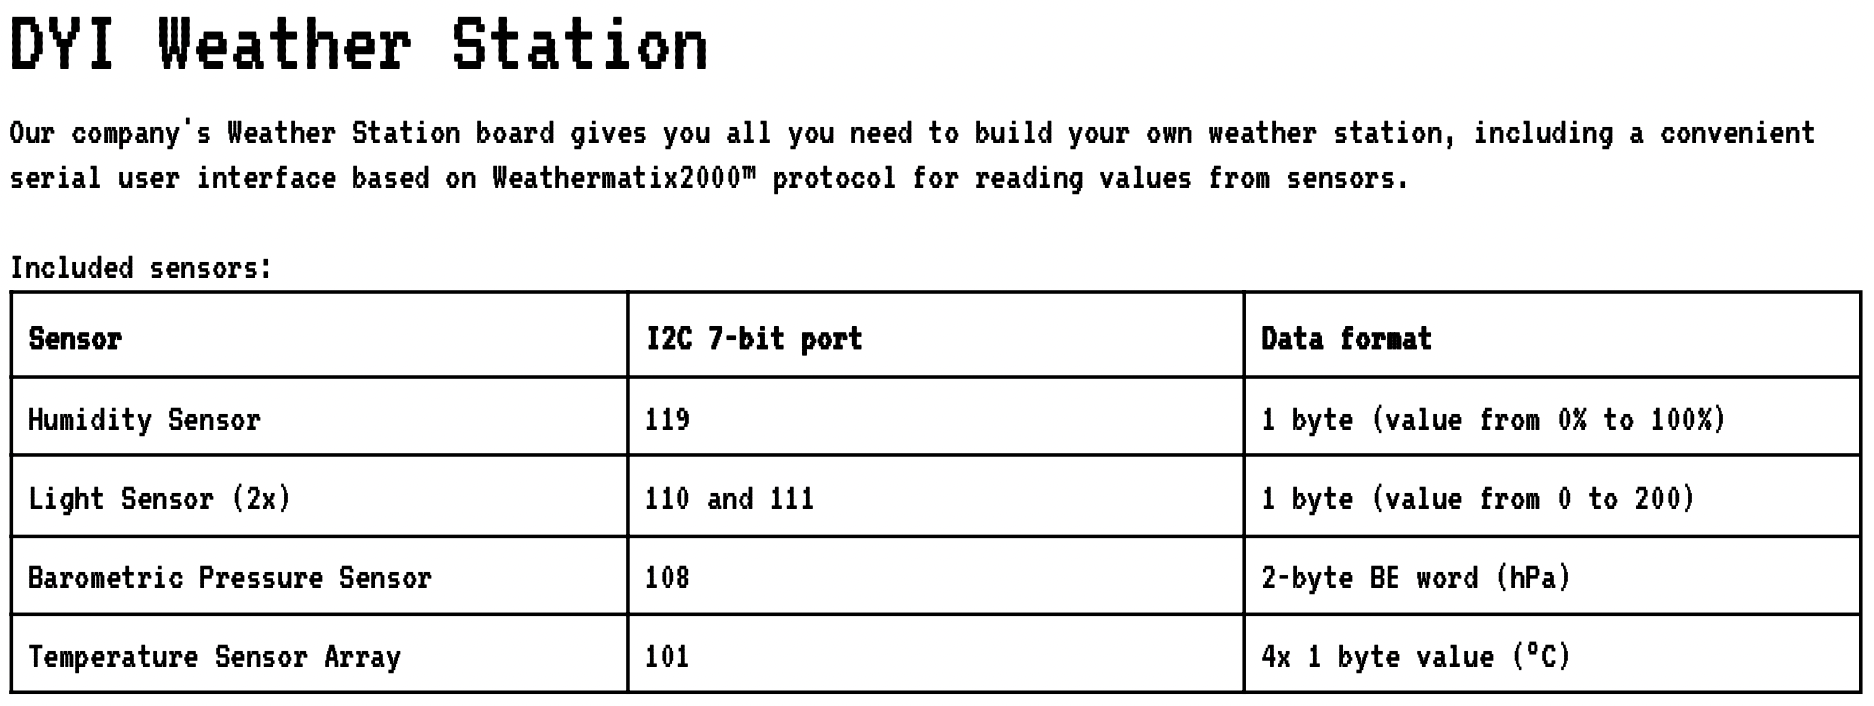 DYI Weather Station
Our company's Weather Station board gives you all you need to build your own weather station, including a convenient
serial user interface based on Weathermatix2000™ protocol for reading values from sensors.
Included sensors:
Sensor I2C 7-bit port Data format
Humidity Sensor 119 1 byte (value from 0% to 100%)
Light Sensor (2x) 110 and 111 1 byte (value from 0 to 200)
Barometric Pressure Sensor 108 2-byte BE word (hPa)
Temperature Sensor Array 101 4x 1 byte value (ºC)